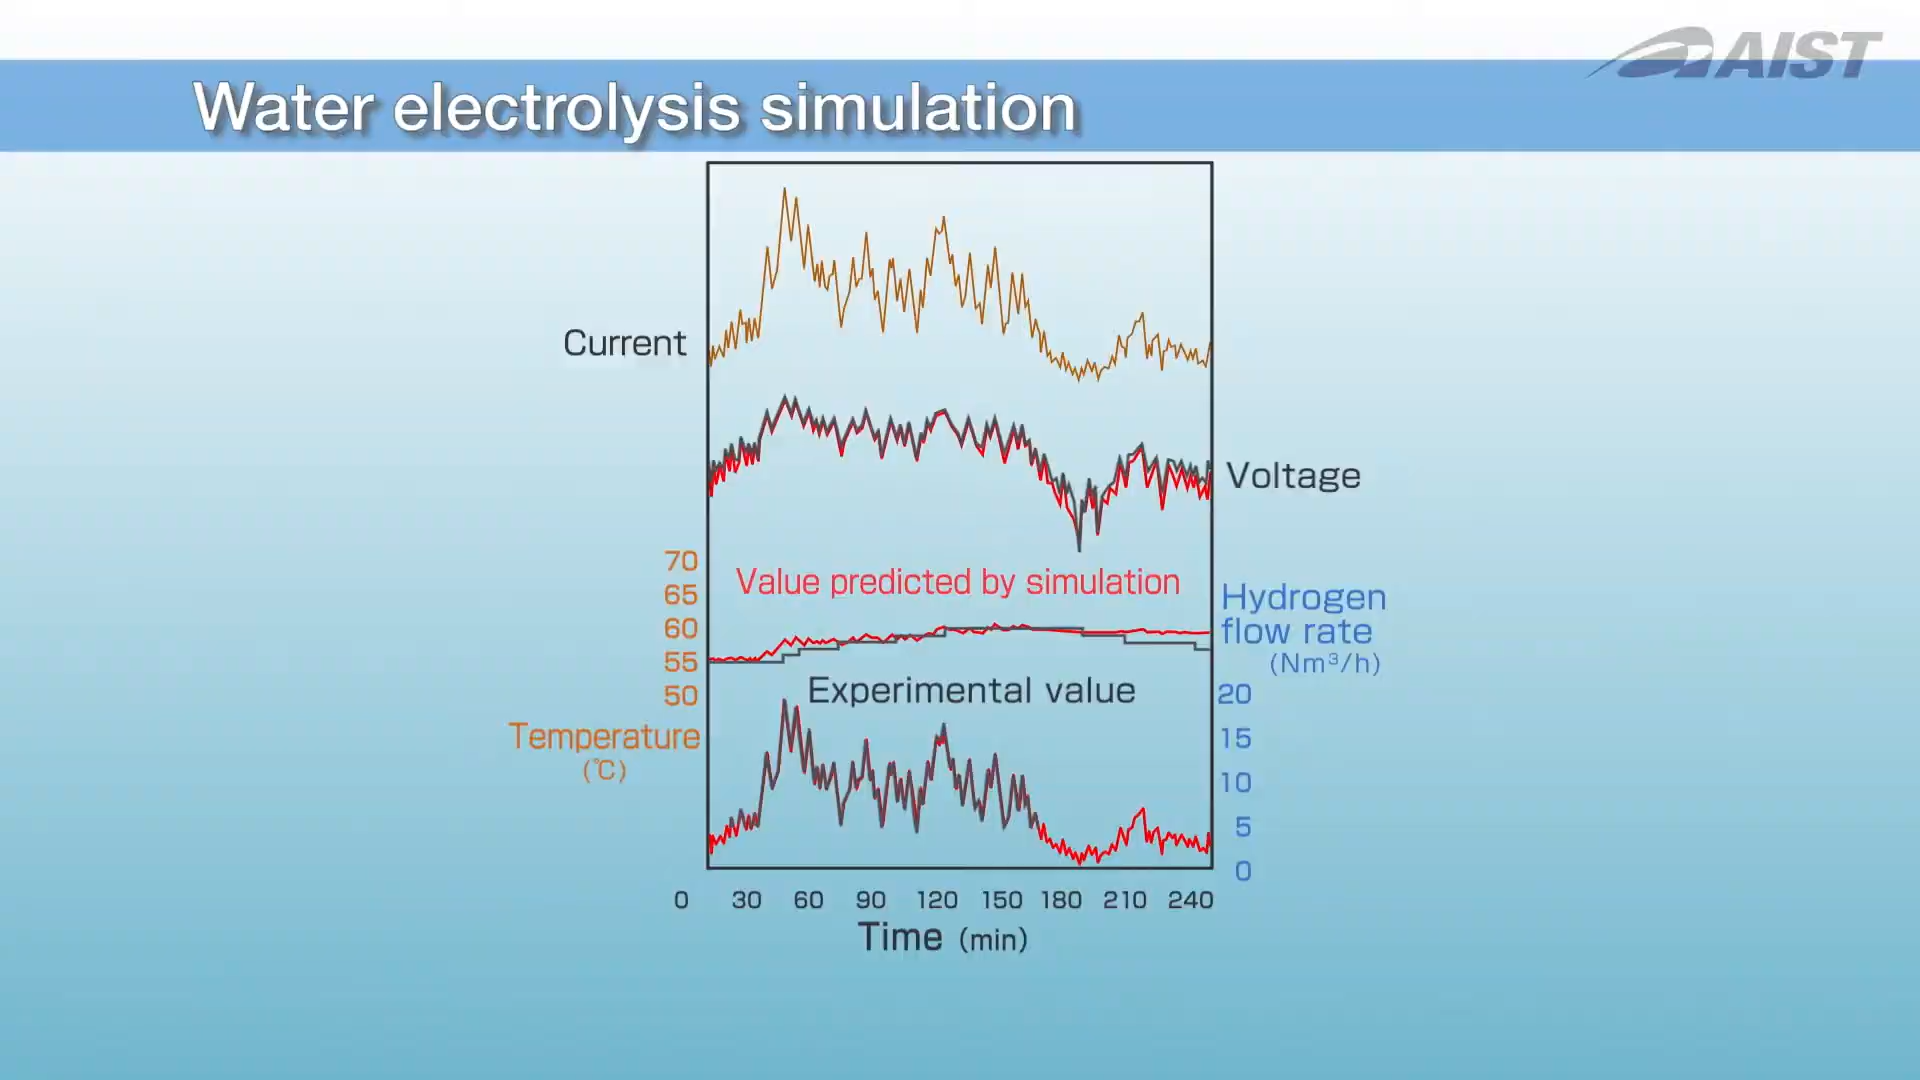 AIST
Water electrolysis simulation
Current
Voltage
70
65
60
55
50
Temperature
(℃)
Value predicted by simulation
Experimental value
Hydrogen
flow rate
(Nm³/h)
20
15
10
5
0
0 30 60 90 120 150 180 210 240
Time (min)